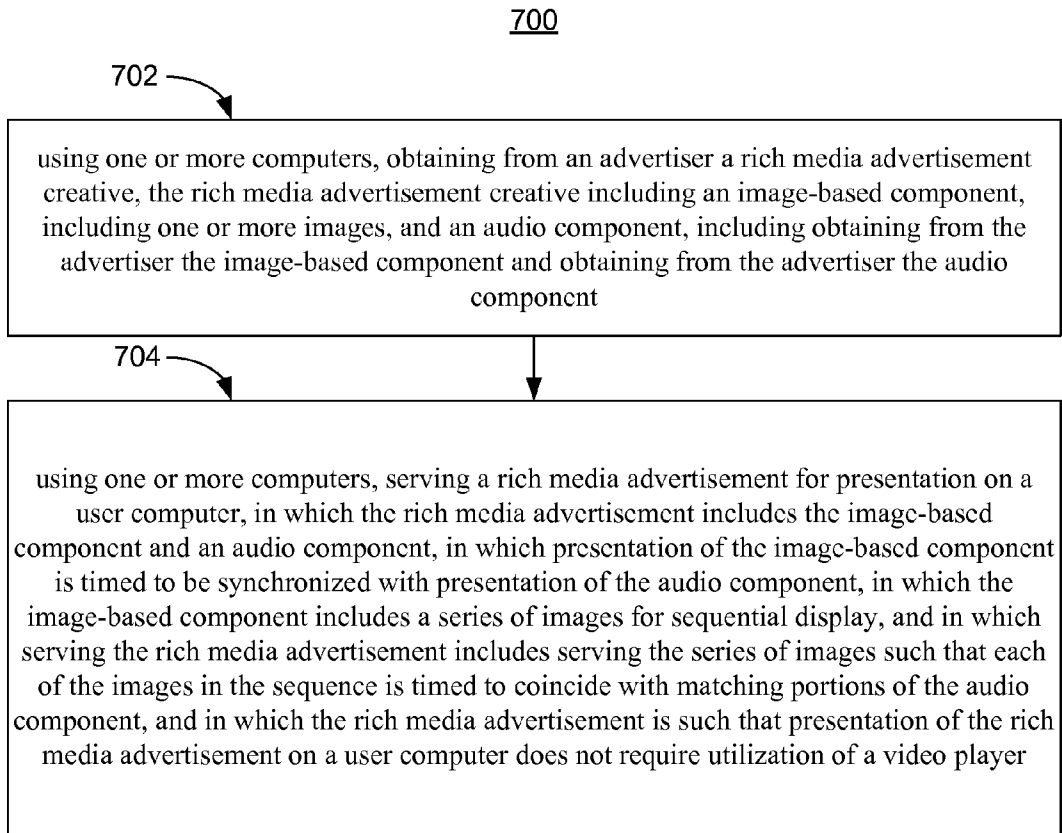 700
702
using one or more computers, obtaining from an advertiser a rich media advertisement
creative, the rich media advertisement creative including an image-based component,
including one or more images, and an audio component, including obtaining from the
advertiser the image-based component and obtaining from the advertiser the audio
component
704
using one or more computers, serving a rich media advertisement for presentation on a
user computer, in which the rich media advertisement includes the image-based
component and an audio component, in which presentation of the image-based component
is timed to be synchronized with presentation of the audio component, in which the
image-based component includes a series of images for sequential display, and in which
serving the rich media advertisement includes serving the series of images such that each
of the images in the sequence is timed to coincide with matching portions of the audio
component, and in which the rich media advertisement is such that presentation of the rich
media advertisement on a user computer does not require utilization of a video player